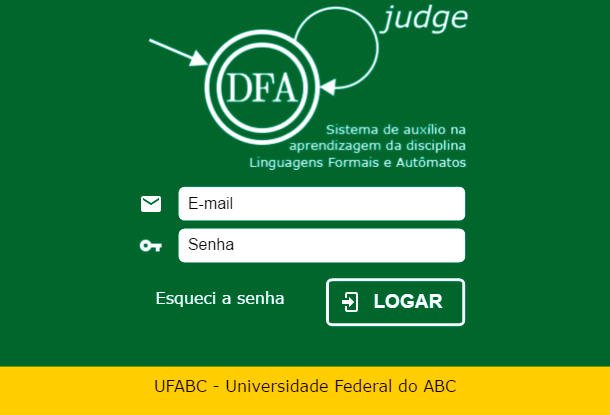 judge
DFA
Sistema de auxílio na
aprendizagem da disciplina
Linguagens Formais e Autômatos
E-mail
Senha
Esqueci a senha
LOGAR
UFABC - Universidade Federal do ABC